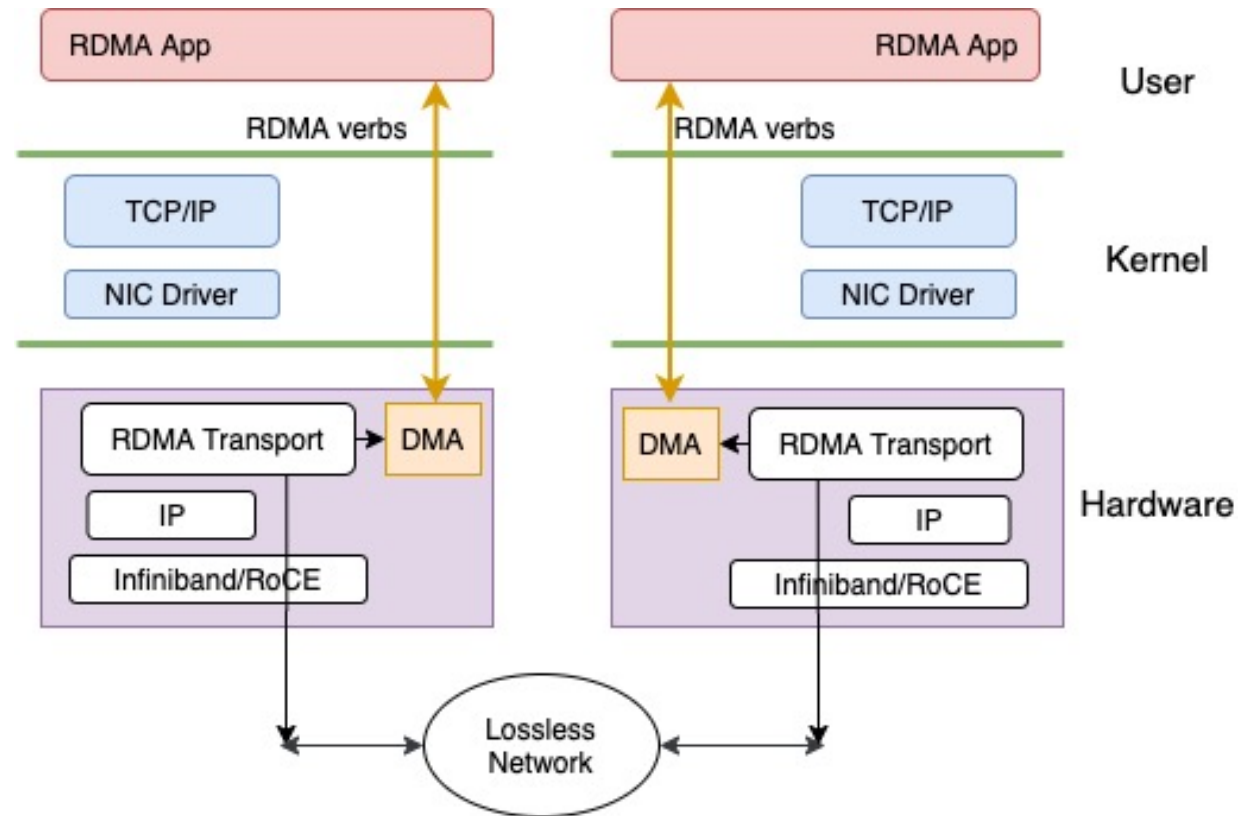 RDMA App
RDMA App
User
RDMA verbs
RDMA verbs
TCP/IP
TCP/IP
Kernel
NIC Driver
NIC Driver
RDMA Transport
DMA
DMA
RDMA Transport
IP
IP
Hardware
Infiniband/RoCE
Infiniband/RoCE
Lossless
Network